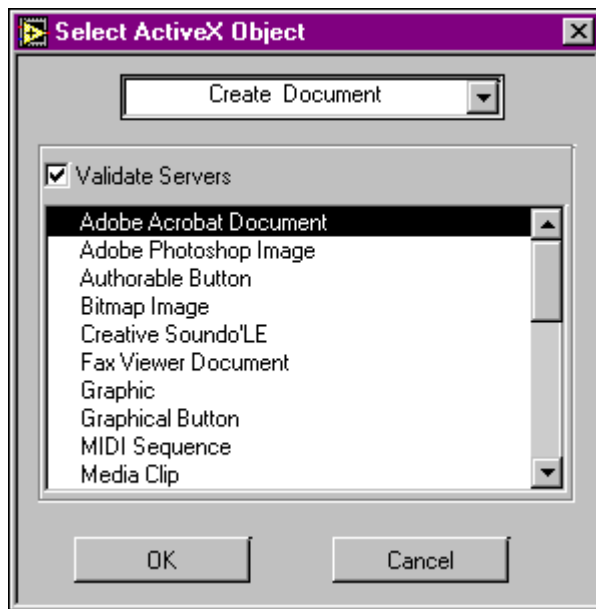 Select ActiveX Object
Create Document
Validate Servers
Adobe Acrobat Document
Adobe Photoshop Image
Authorable Button
Bitmap Image
Creative Soundo'LE
Fax Viewer Document
Graphic
Graphical Button
MIDI Sequence
Media Clip
OK Cancel